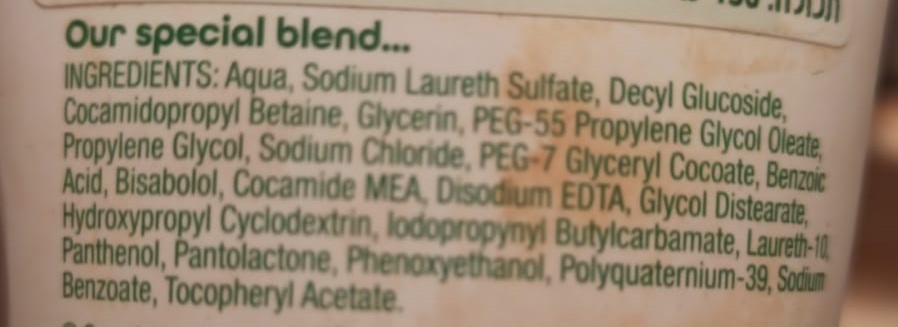 Our special blend...
INGREDIENTS: Aqua, Sodium Laureth Sulfate, Decyl Glucoside,
Cocamidopropyl Betaine, Glycerin, PEG-55 Propylene Glycol Oleate,
Propylene Glycol, Sodium Chloride, PEG-7 Glyceryl Cocoate, Benzoic
Acid, Bisabolol, Cocamide MEA, Disodium EDTA, Glycol Distearate,
Hydroxypropyl Cyclodextrin, Iodopropynyl Butylcarbamate, Laureth-10,
Panthenol, Pantolactone, Phenoxyethanol, Polyquaternium-39, Sodium
Benzoate, Tocopheryl Acetate.